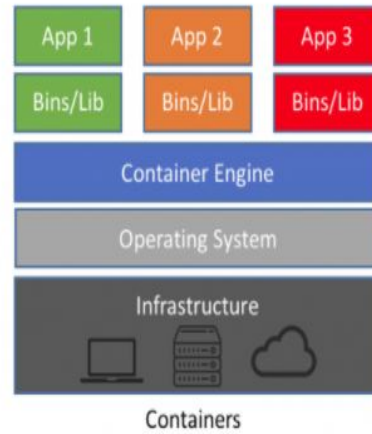 App 1 App 2 App 3
Bins/Lib Bins/Lib Bins/Lib
Container Engine
Operating System
Infrastructure
Containers